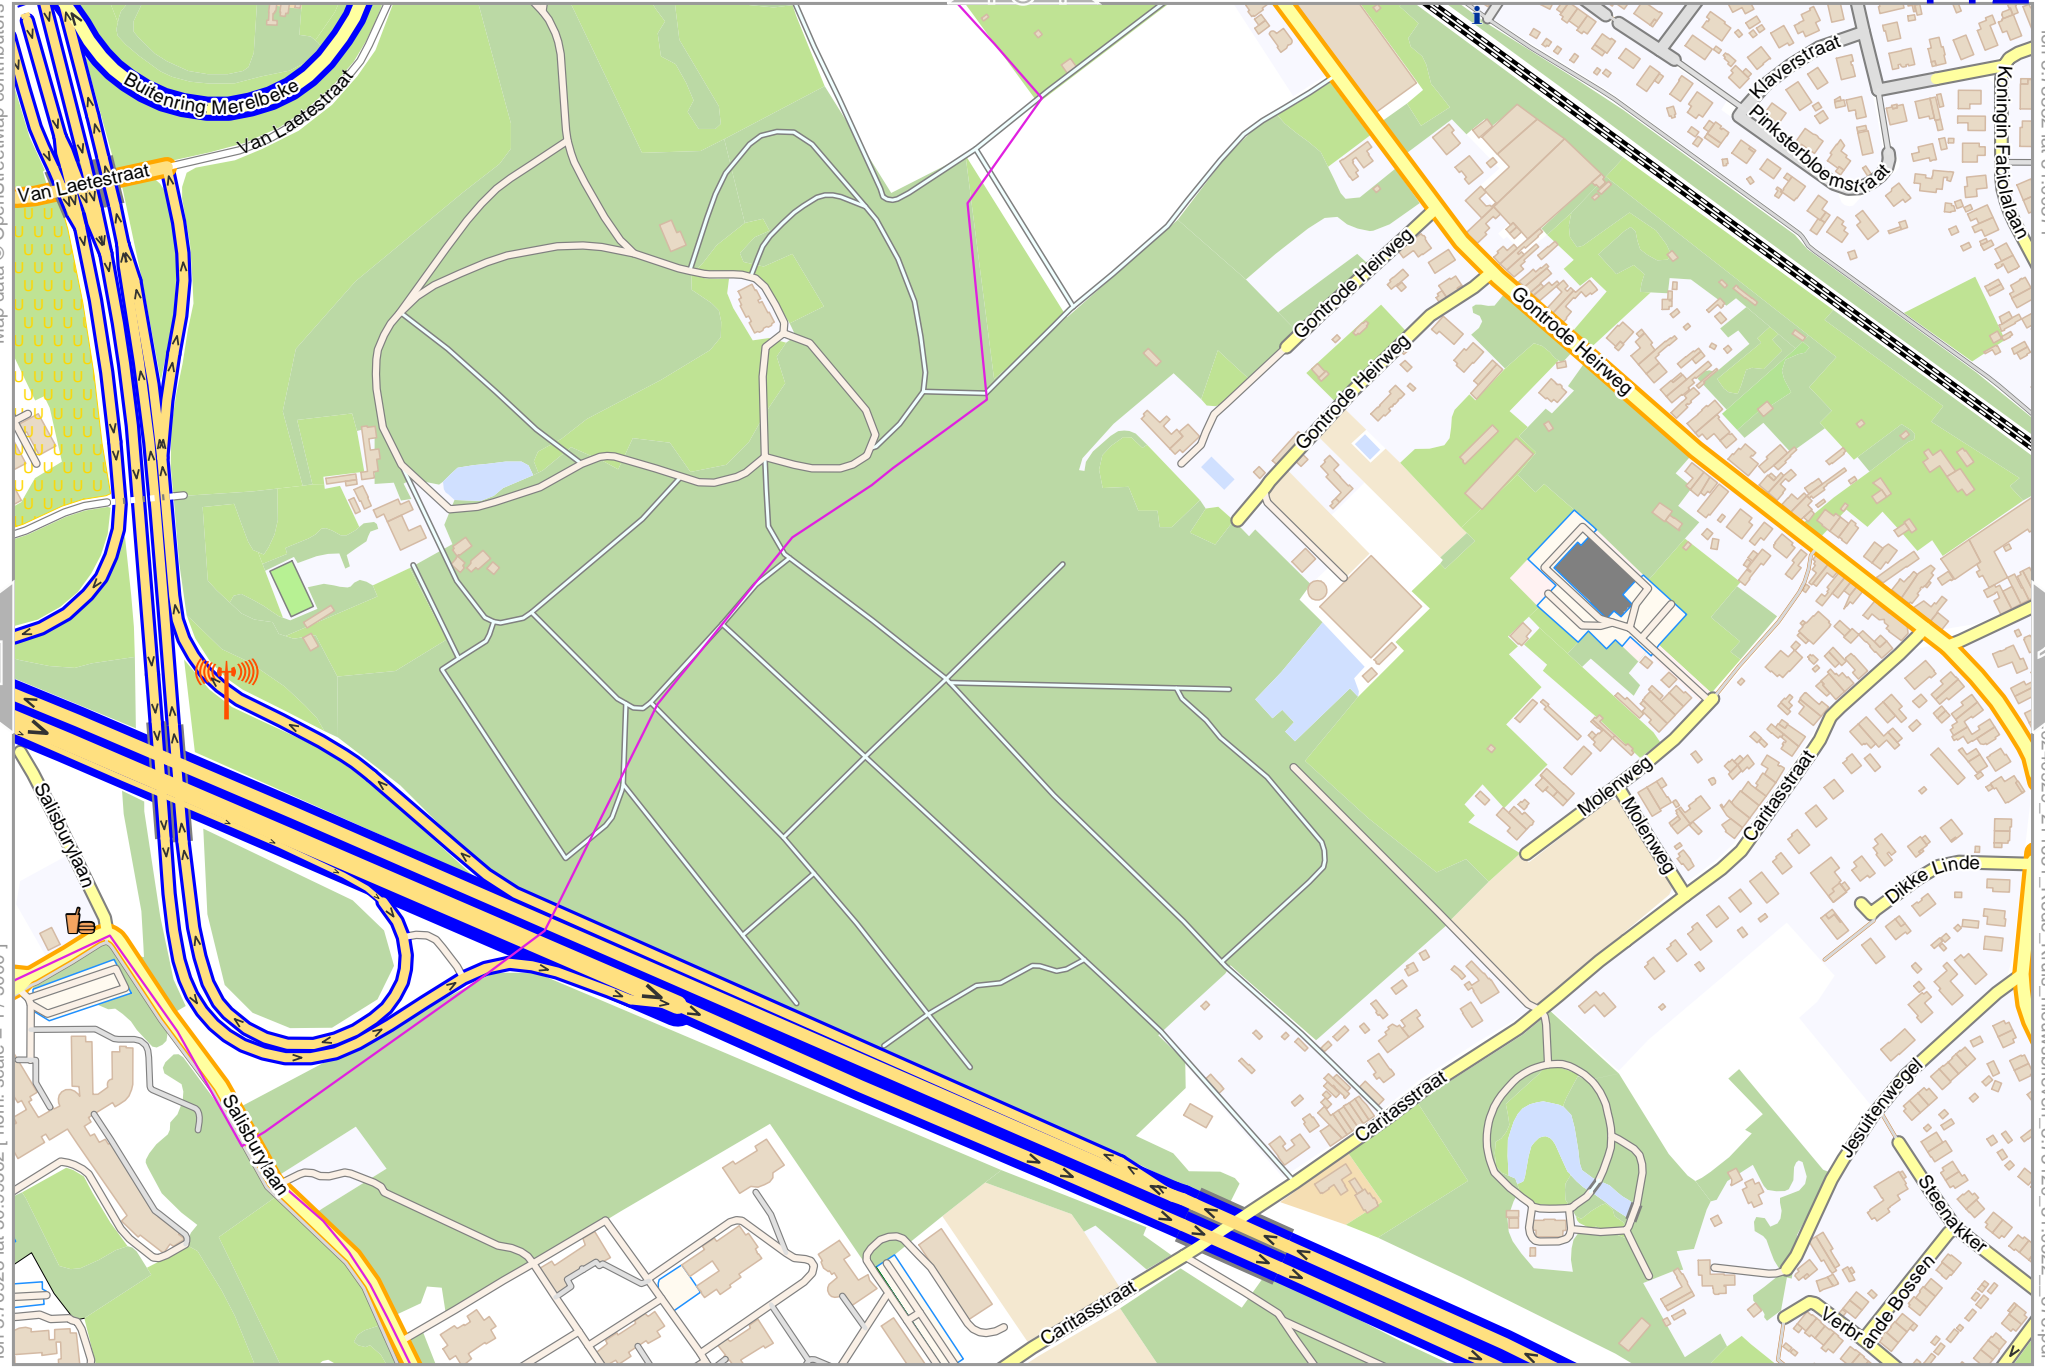 Buitenring Merelbeke
Van Laetestraat
Van Laetestraat
Klaverstraat
Pinksterbloemstraat
Koningin Fabiolalaan
Gontrode Heirweg
Gontrode Heirweg
Gontrode Heirweg
Salisburylaan
Salisburylaan
Molenweg
Molenweg
Caritasstraat
Dikke Linde
Caritasstraat
Caritasstraat
Jesuitenwegel
Steenakker
Verbrande Bossen